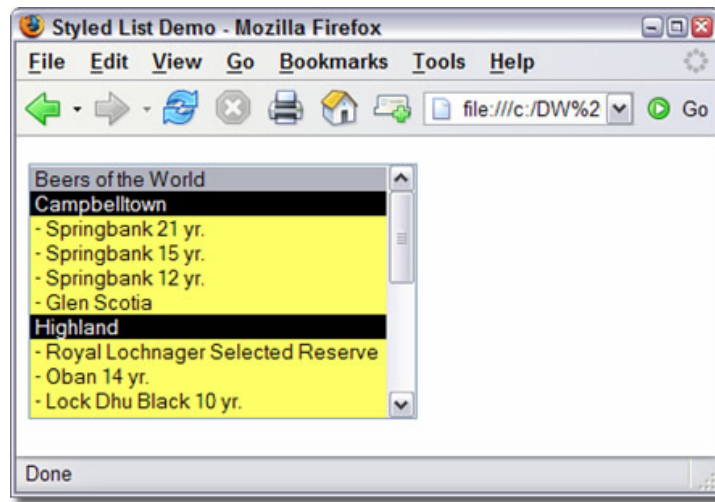 Styled List Demo - Mozilla Firefox
File Edit View Go Bookmarks Tools Help
file:///c:/DW%2 Go
Beers of the World
Campbelltown
- Springbank 21 yr.
- Springbank 15 yr.
- Springbank 12 yr.
- Glen Scotia
Highland
- Royal Lochnager Selected Reserve
- Oban 14 yr.
- Lock Dhu Black 10 yr.
Done